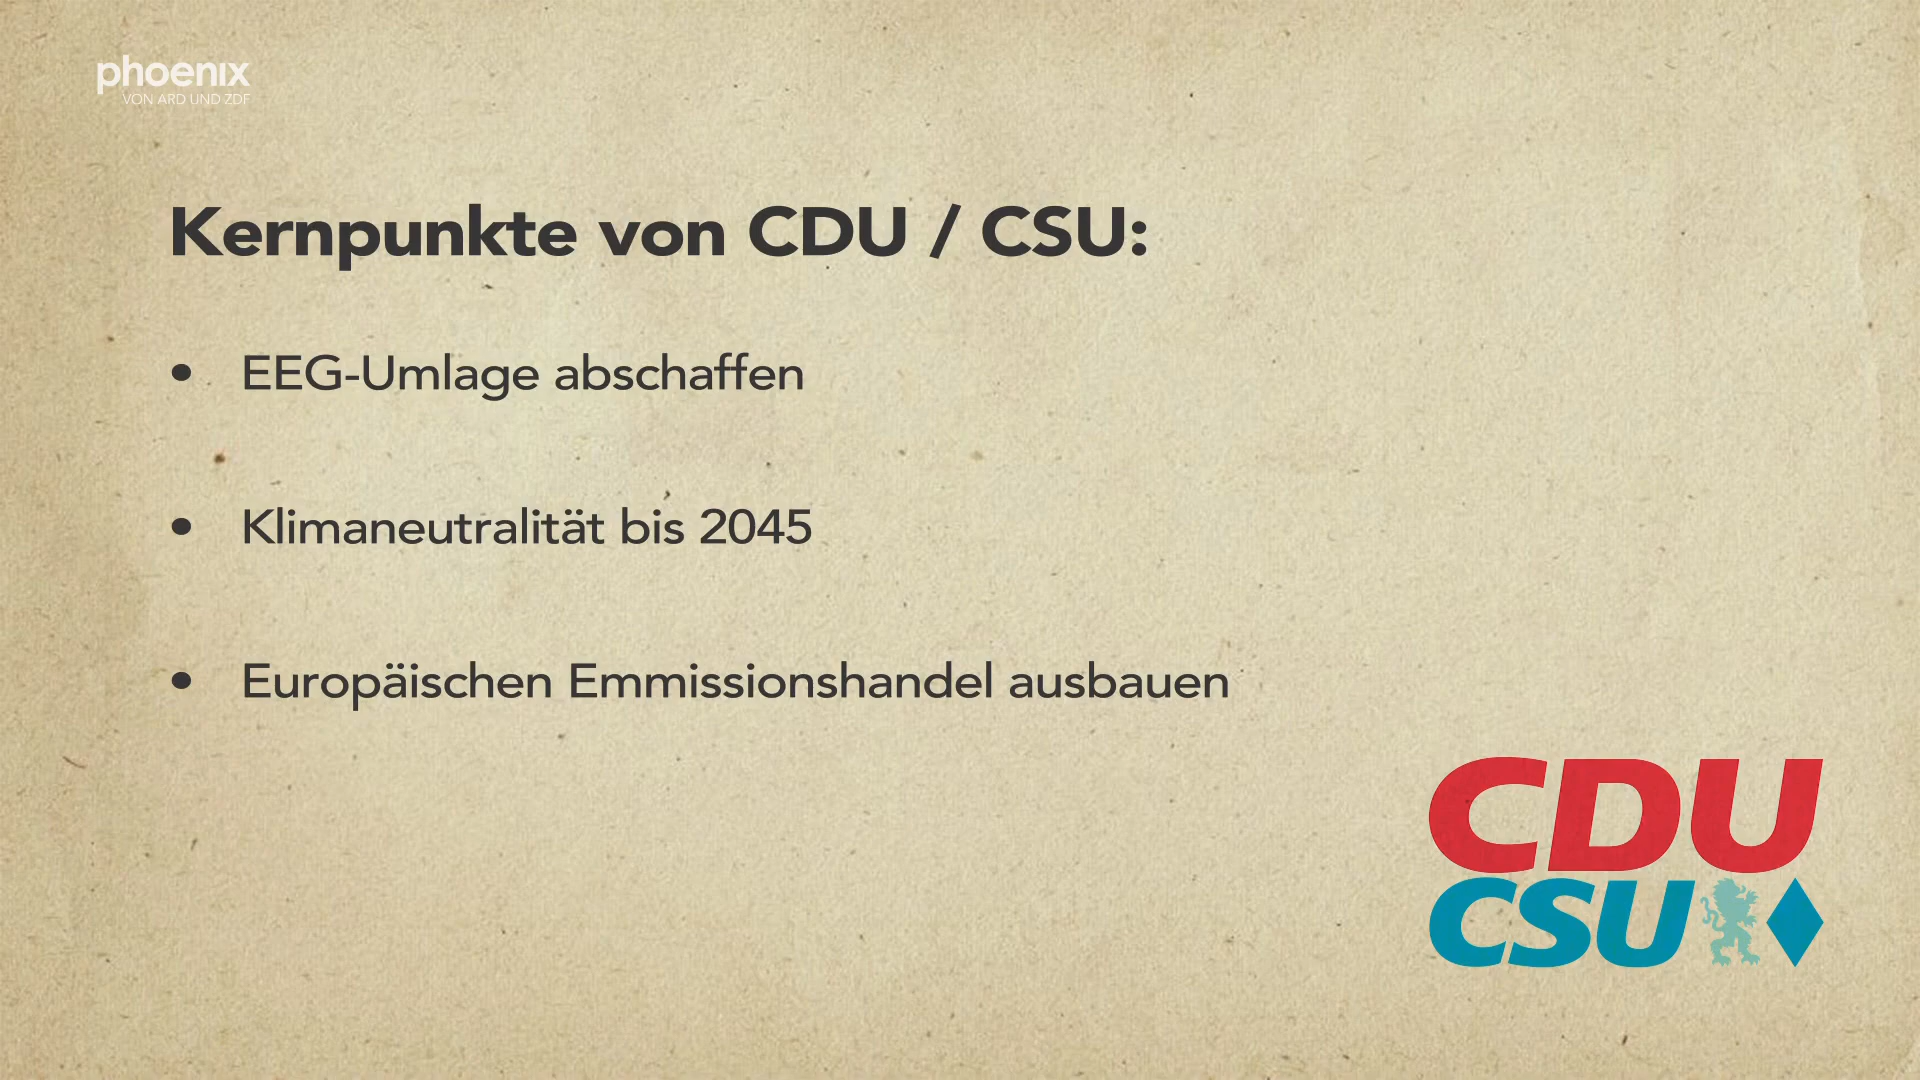 phoenix
VON ARD UND ZDF
Kernpunkte von CDU / CSU:
• EEG-Umlage abschaffen
• Klimaneutralität bis 2045
• Europäischen Emmissionshandel ausbauen
CDU
CSU